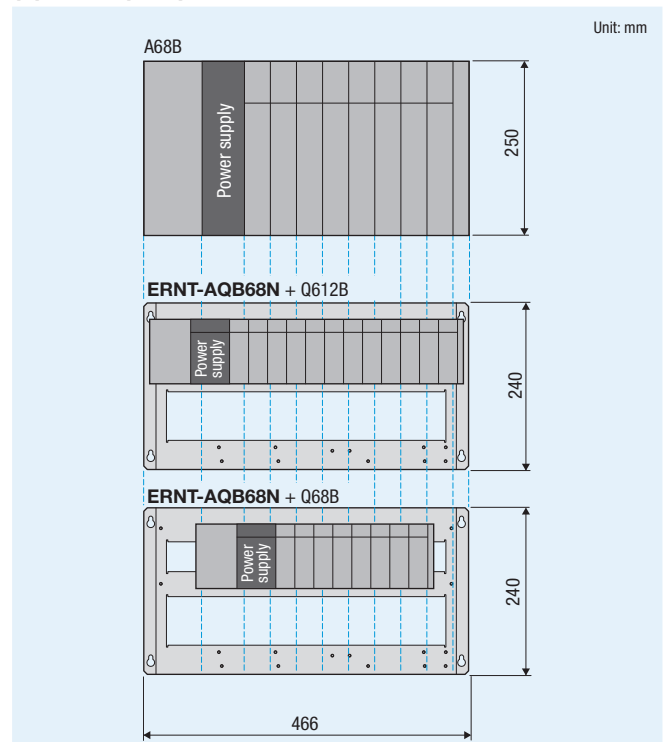 Unit: mm
A68B
Power supply
250
ERNT-AQB68N + Q612B
Power
supply
240
ERNT-AQB68N + Q68B
Power
supply
240
466